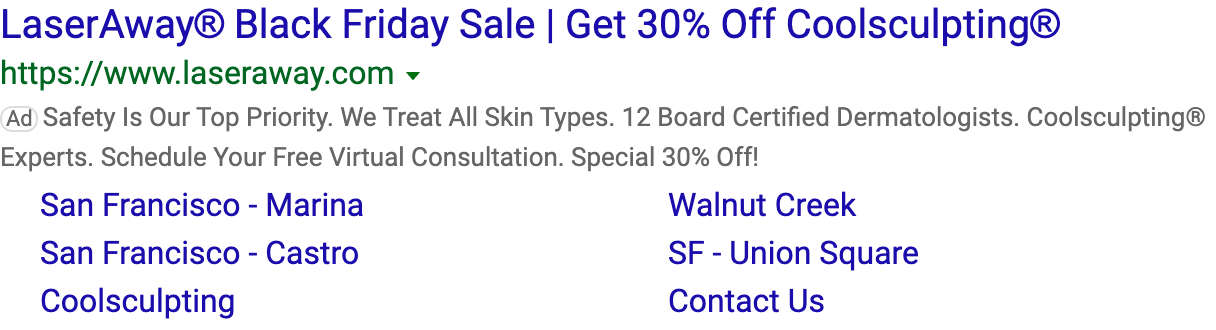 LaserAway® Black Friday Sale | Get 30% Off Coolsculpting®
https://www.laseraway.com
Ad Safety Is Our Top Priority. We Treat All Skin Types. 12 Board Certified Dermatologists. Coolsculpting®
Experts. Schedule Your Free Virtual Consultation. Special 30% Off!
San Francisco - Marina
Walnut Creek
San Francisco - Castro
SF - Union Square
Coolsculpting
Contact Us